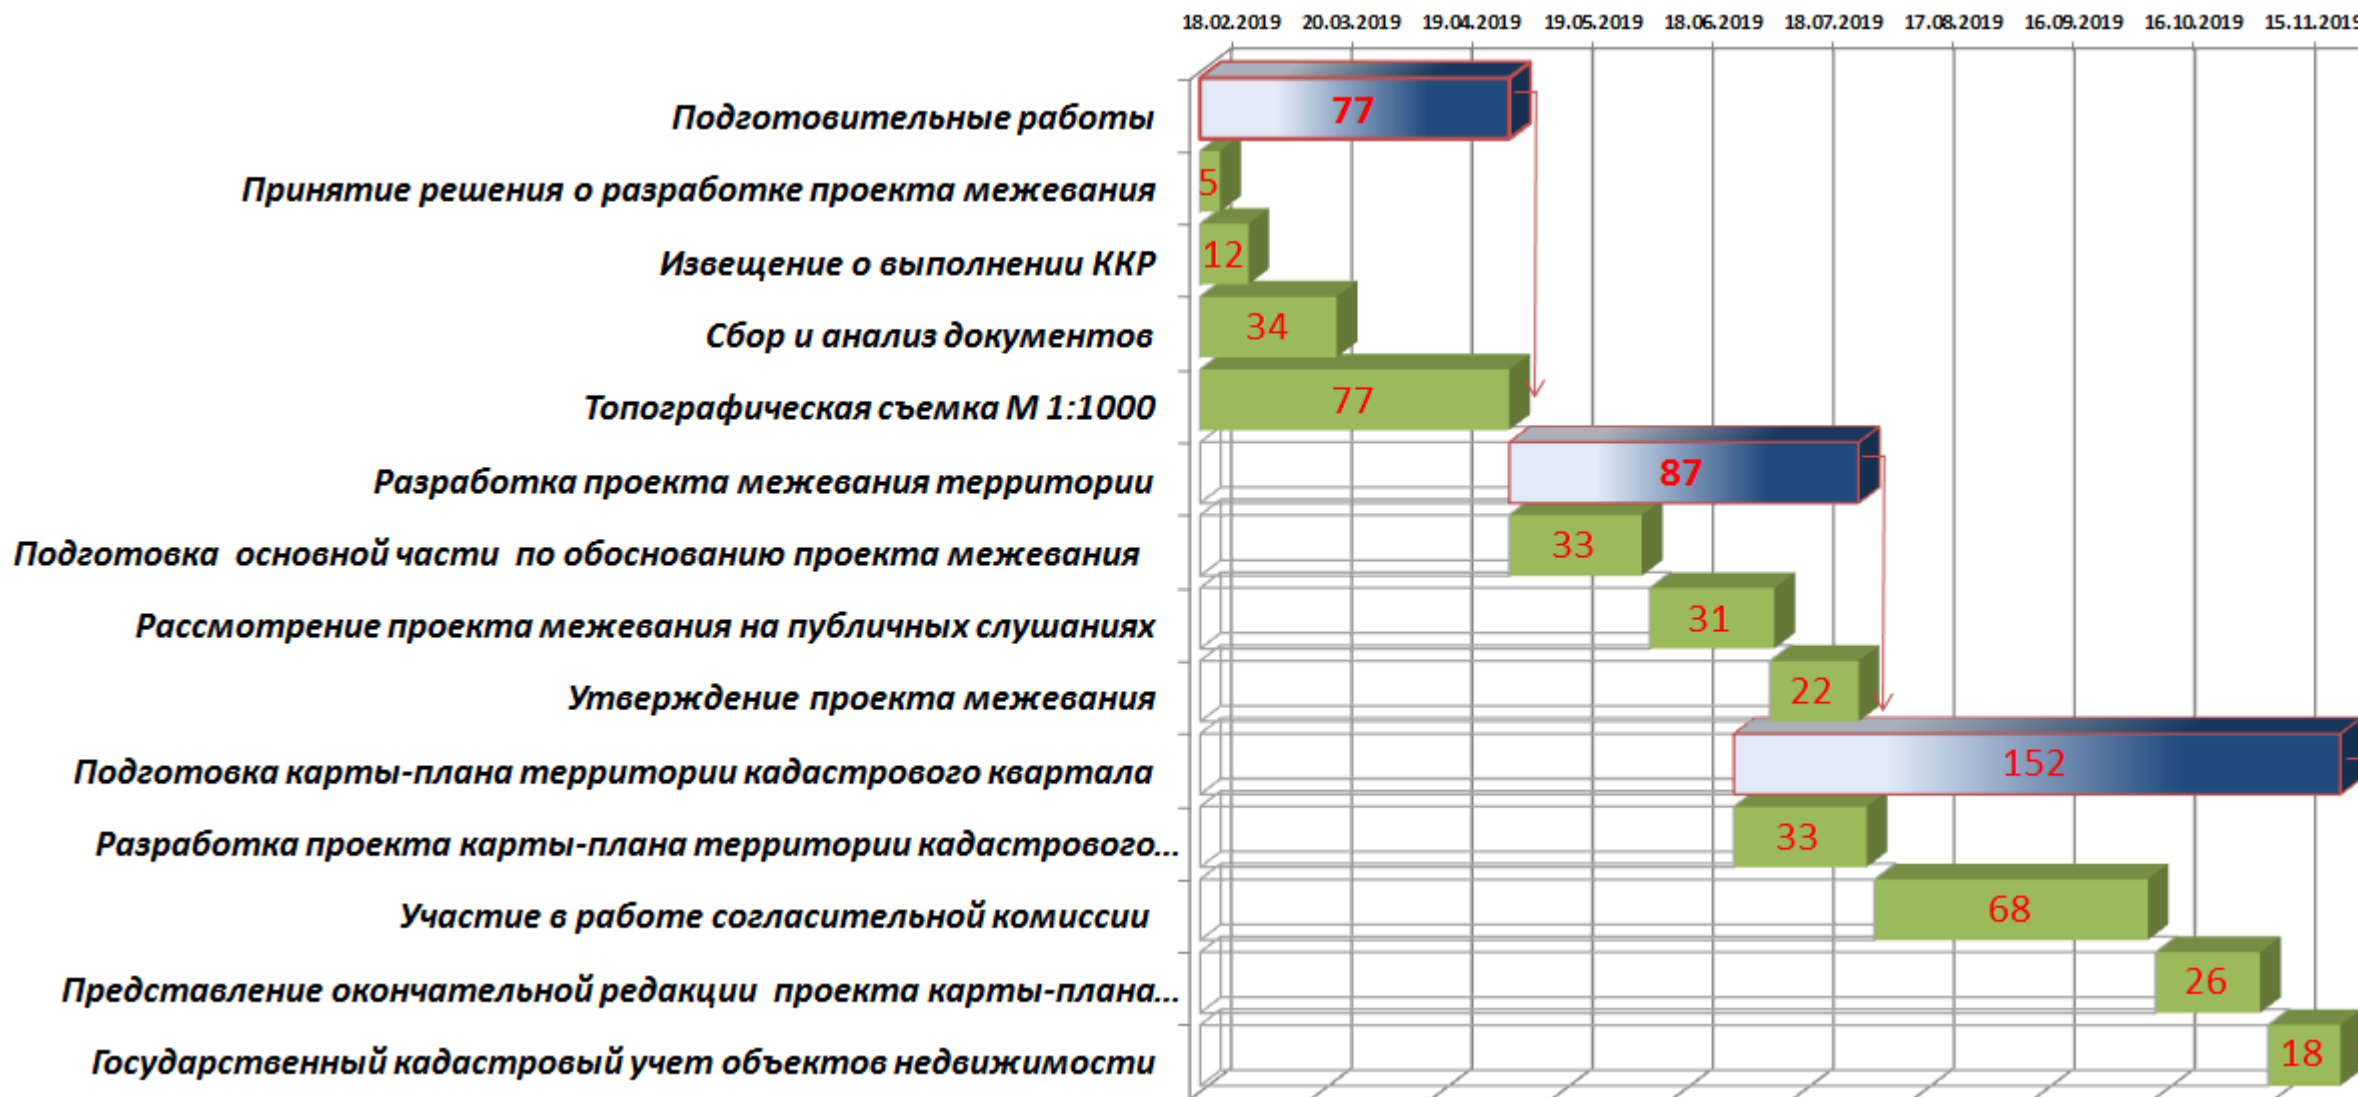 18.02.2019 20.03.2019 19.04.2019 19.05.2019 18.06.2019 18.07.2019 17.08.2019 16.09.2019 16.10.2019 15.11.2019
Подготовительные работы 77
Принятие решения о разработке проекта межевания 5
Извещение о выполнении ККР 12
Сбор и анализ документов 34
Топографическая съемка М 1:1000 77
Разработка проекта межевания территории 87
Подготовка основной части по обоснованию проекта межевания 33
Рассмотрение проекта межевания на публичных слушаниях 31
Утверждение проекта межевания 22
Подготовка карты-плана территории кадастрового квартала 152
Разработка проекта карты-плана территории кадастрового... 33
Участие в работе согласительной комиссии 68
Представление окончательной редакции проекта карты-плана... 26
Государственный кадастровый учет объектов недвижимости 18